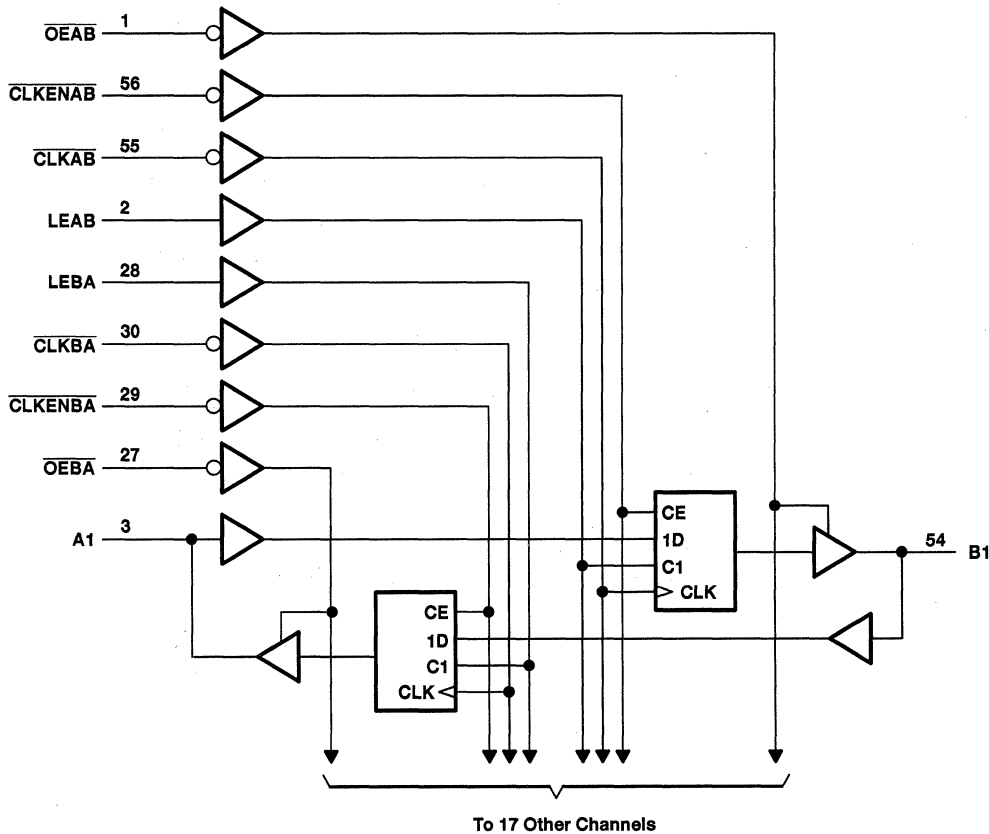 OEAB 1
CLKENAB 56
CLKAB 55
LEAB 2
LEBA 28
CLKBA 30
CLKENBA 29
OEBA 27
A1 3
CE
1D
C1
CLK
54 B1
CE
1D
C1
CLK
To 17 Other Channels